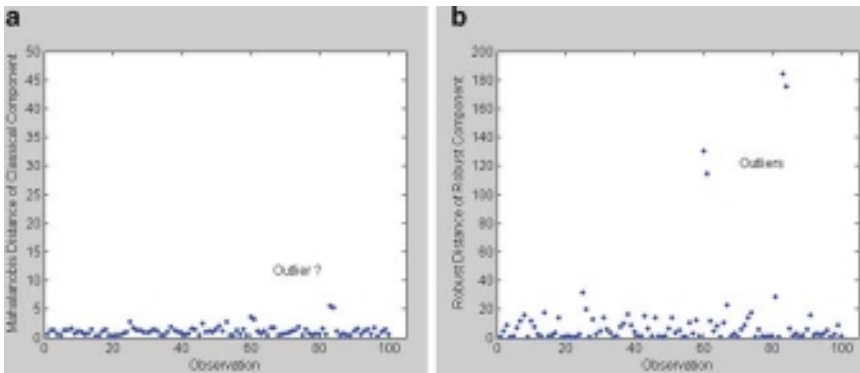 a
50
45
40
35
30
25
20
15
10
5
0
Mahalanobis Distance of Classical Component
Outlier ?
0 20 40 60 80 100
Observation
b
200
180
160
140
120
100
80
60
40
20
0
Robust Distance of Robust Component
Outliers
0 20 40 60 80 100
Observation